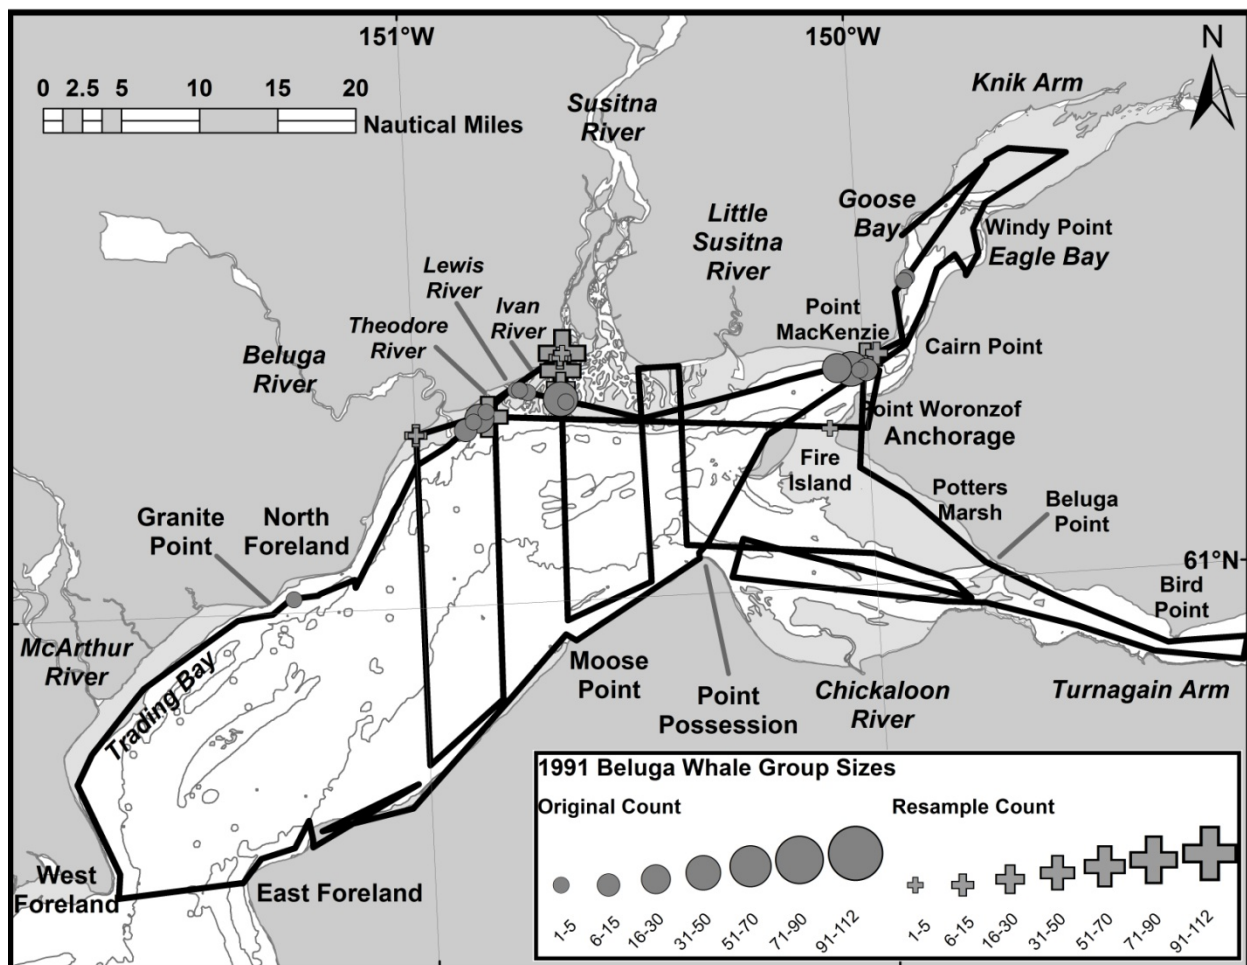 151°W
150°W
N
0 2.5 5 10 15 20
Nautical Miles
Knik Arm
Susitna
River
Goose
Bay
Windy Point
Eagle Bay
Little
Susitna
River
Lewis
River
Ivan
River
Theodore
River
Beluga
River
Point
MacKenzie
Cairn Point
Point Woronzof
Anchorage
Fire
Island
Potters
Marsh
Beluga
Point
61°N
Bird
Point
Granite
Point
North
Foreland
McArthur
River
Trading Bay
Moose
Point
Point
Possession
Chickaloon
River
Turnagain Arm
West
Foreland
East Foreland
1991 Beluga Whale Group Sizes
Original Count
Resample Count
1-5 6-15 16-30 31-50 51-70 71-90 91-112
1-5 6-15 16-30 31-50 51-70 71-90 91-112